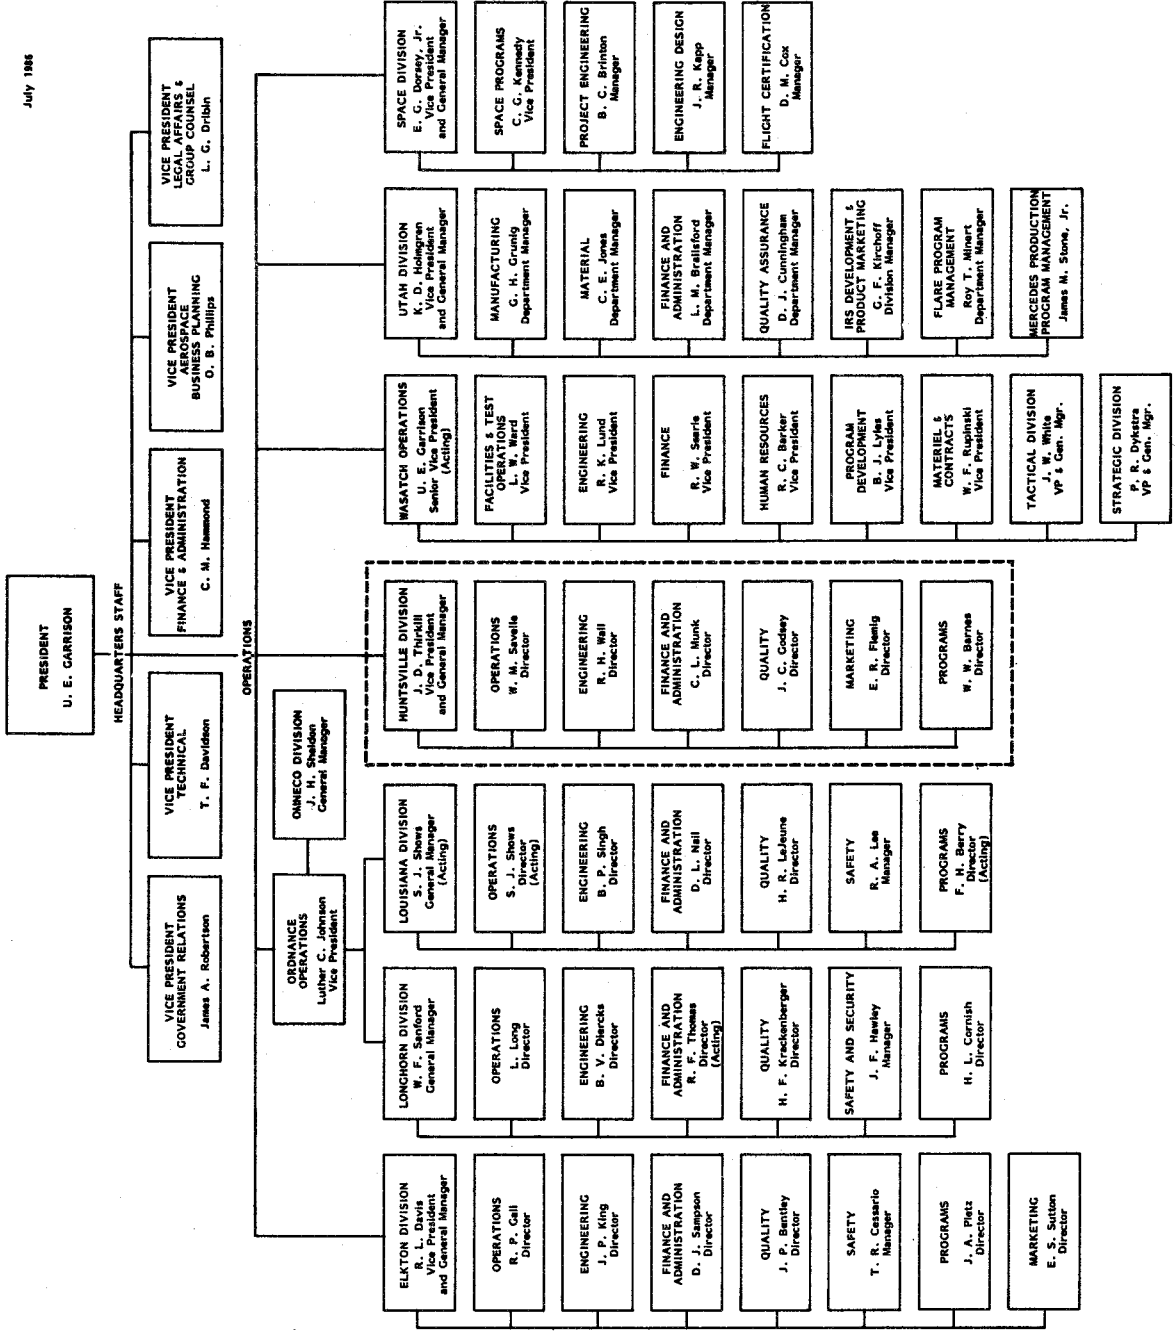 July 1986
PRESIDENT
U. E. GARRISON
HEADQUARTERS STAFF
VICE PRESIDENT
GOVERNMENT RELATIONS
James A. Robertson
VICE PRESIDENT
TECHNICAL
T. F. Davidson
VICE PRESIDENT
FINANCE & ADMINISTRATION
C. M. Hammond
VICE PRESIDENT
AEROSPACE
BUSINESS PLANNING
O. B. Phillips
VICE PRESIDENT
LEGAL AFFAIRS &
GROUP COUNSEL
L. G. Dribin
OPERATIONS
ORDNANCE
OPERATIONS
Luther C. Johnson
Vice President
OMNECO DIVISION
J. H. Sheldon
General Manager
ELKTON DIVISION
R. L. Davis
Vice President
and General Manager
OPERATIONS
R. P. Gall
Director
ENGINEERING
J. P. King
Director
FINANCE AND
ADMINISTRATION
D. J. Sampson
Director
QUALITY
J. P. Bentley
Director
SAFETY
T. R. Cessario
Manager
PROGRAMS
J. A. Pletz
Director
MARKETING
E. S. Sutton
Director
LONGHORN DIVISION
W. F. Sanford
General Manager
OPERATIONS
L. Long
Director
ENGINEERING
B. V. Diercks
Director
FINANCE AND
ADMINISTRATION
R. F. Thomas
Director
(Acting)
QUALITY
H. F. Krackenberger
Director
SAFETY AND SECURITY
J. F. Hawley
Manager
PROGRAMS
H. L. Cornish
Director
LOUISIANA DIVISION
S. J. Shows
General Manager
(Acting)
OPERATIONS
S. J. Shows
Director
(Acting)
ENGINEERING
B. P. Singh
Director
FINANCE AND
ADMINISTRATION
D. L. Nail
Director
QUALITY
H. R. LeJeune
Director
SAFETY
R. A. Lee
Manager
PROGRAMS
F. H. Berry
Director
(Acting)
HUNTSVILLE DIVISION
J. D. Thirkill
Vice President
and General Manager
OPERATIONS
W. M. Savelle
Director
ENGINEERING
R. H. Wall
Director
FINANCE AND
ADMINISTRATION
C. L. Munk
Director
QUALITY
J. C. Godsey
Director
MARKETING
E. R. Flemig
Director
PROGRAMS
W. W. Barnes
Director
WASATCH OPERATIONS
U. E. Garrison
Senior Vice President
(Acting)
FACILITIES & TEST
OPERATIONS
L. W. Ward
Vice President
ENGINEERING
R. K. Lund
Vice President
FINANCE
R. W. Searle
Vice President
HUMAN RESOURCES
R. C. Barker
Vice President
PROGRAM
DEVELOPMENT
B. J. Lyles
Vice President
MATERIEL &
CONTRACTS
W. F. Rupinski
Vice President
TACTICAL DIVISION
J. W. White
VP & Gen. Mgr.
STRATEGIC DIVISION
P. R. Dykstra
VP & Gen. Mgr.
UTAH DIVISION
K. D. Holmgren
Vice President
and General Manager
MANUFACTURING
G. H. Grunig
Department Manager
MATERIAL
C. E. Jones
Department Manager
FINANCE AND
ADMINISTRATION
L. M. Brailsford
Department Manager
QUALITY ASSURANCE
D. J. Cunningham
Department Manager
IRS DEVELOPMENT &
PRODUCT MARKETING
G. F. Kirchoff
Division Manager
FLARE PROGRAM
MANAGEMENT
Roy T. Minert
Department Manager
MERCEDES PRODUCTION
PROGRAM MANAGEMENT
James M. Stone, Jr.
SPACE DIVISION
E. G. Dorsey, Jr.
Vice President
and General Manager
SPACE PROGRAMS
C. G. Kennedy
Vice President
PROJECT ENGINEERING
B. C. Brinton
Manager
ENGINEERING DESIGN
J. R. Kapp
Manager
FLIGHT CERTIFICATION
D. M. Cox
Manager